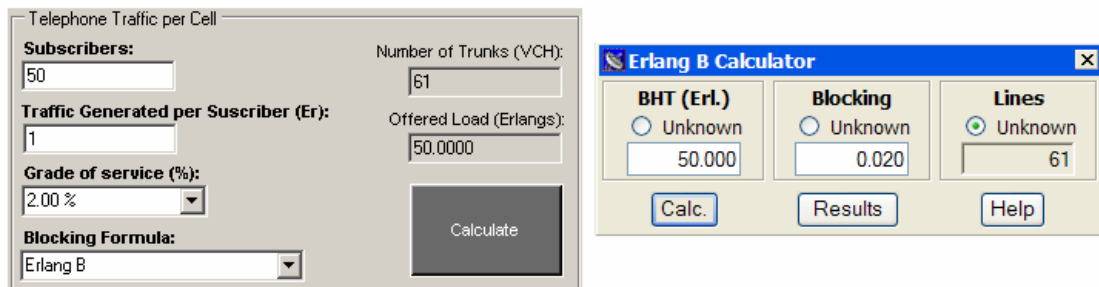 Telephone Traffic per Cell
Subscribers:
50
Number of Trunks (VCH):
61
Traffic Generated per Suscriber (Er):
1
Offered Load (Erlangs):
50.0000
Grade of service (%):
2.00 %
Blocking Formula:
Erlang B
Calculate
Erlang B Calculator
BHT (Erl.) Blocking Lines
Unknown Unknown Unknown
50.000 0.020 61
Calc. Results Help